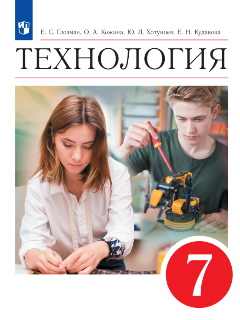 Е. С. Глозман, О. А. Кожина, Ю. Л. Хотунцев, Е. Н. Кудакова
ТЕХНОЛОГИЯ
7